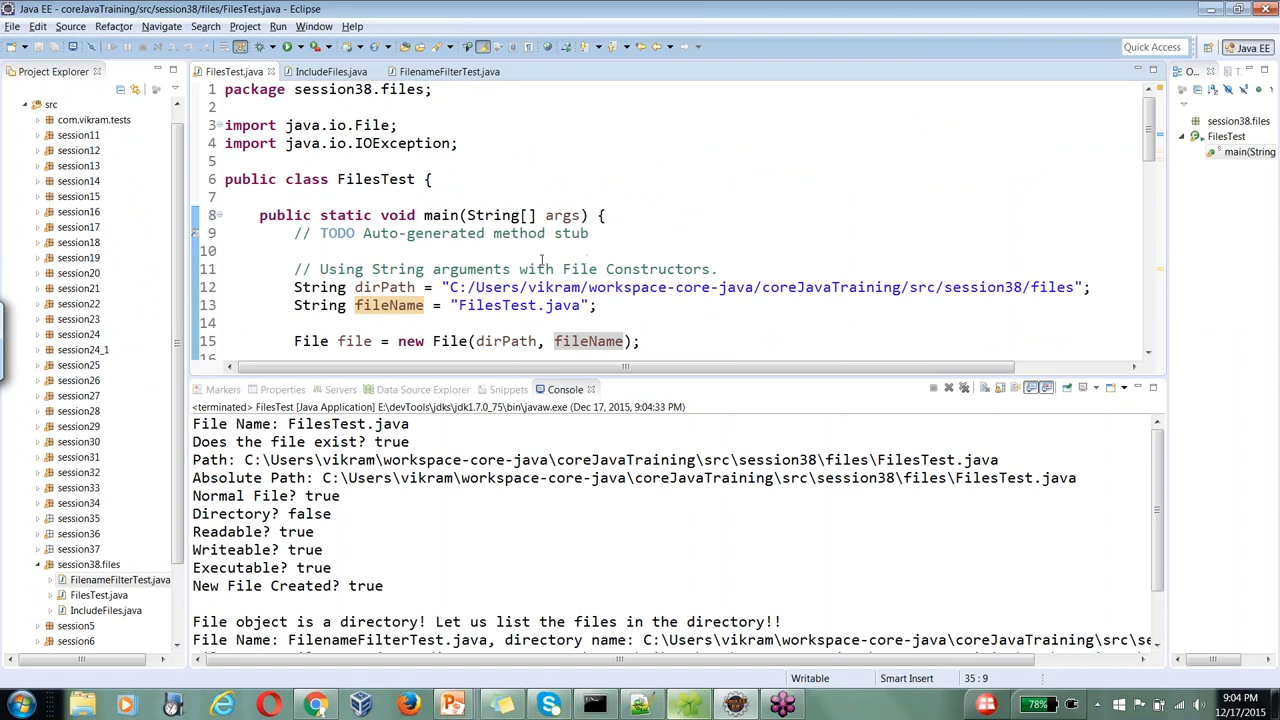 Java EE - coreJavaTraining/src/session38/files/FilesTest.java - Eclipse
File Edit Source Refactor Navigate Search Project Run Window Help
Quick Access
Java EE
Project Explorer
src
com.vikram.tests
session11
session12
session13
session14
session15
session16
session17
session18
session19
session20
session21
session22
session23
session24
session24_1
session25
session26
session27
session28
session29
session30
session31
session32
session33
session34
session35
session36
session37
session38.files
FilenameFilterTest.java
FilesTest.java
IncludeFiles.java
session5
session6
FilesTest.java
IncludeFiles.java
FilenameFilterTest.java
1 package session38.files;
2
3 import java.io.File;
4 import java.io.IOException;
5
6 public class FilesTest {
7
8 public static void main(String[] args) {
9 // TODO Auto-generated method stub
10
11 // Using String arguments with File Constructors.
12 String dirPath = "C:/Users/vikram/workspace-core-java/coreJavaTraining/src/session38/files";
13 String fileName = "FilesTest.java";
14
15 File file = new File(dirPath, fileName);
16
O...
T.
session38.files
FilesTest
main(String
Markers Properties Servers Data Source Explorer Snippets Console
<terminated> FilesTest [Java Application] E:\devTools\jdks\jdk1.7.0_75\bin\javaw.exe (Dec 17, 2015, 9:04:33 PM)
File Name: FilesTest.java
Does the file exist? true
Path: C:\Users\vikram\workspace-core-java\coreJavaTraining\src\session38\files\FilesTest.java
Absolute Path: C:\Users\vikram\workspace-core-java\coreJavaTraining\src\session38\files\FilesTest.java
Normal File? true
Directory? false
Readable? true
Writeable? true
Executable? true
New File Created? true
File object is a directory! Let us list the files in the directory!!
File Name: FilenameFilterTest.java, directory name: C:\Users\vikram\workspace-core-java\coreJavaTraining\src\se
Writable
Smart Insert
35 : 9
78%
9:04 PM
12/17/2015